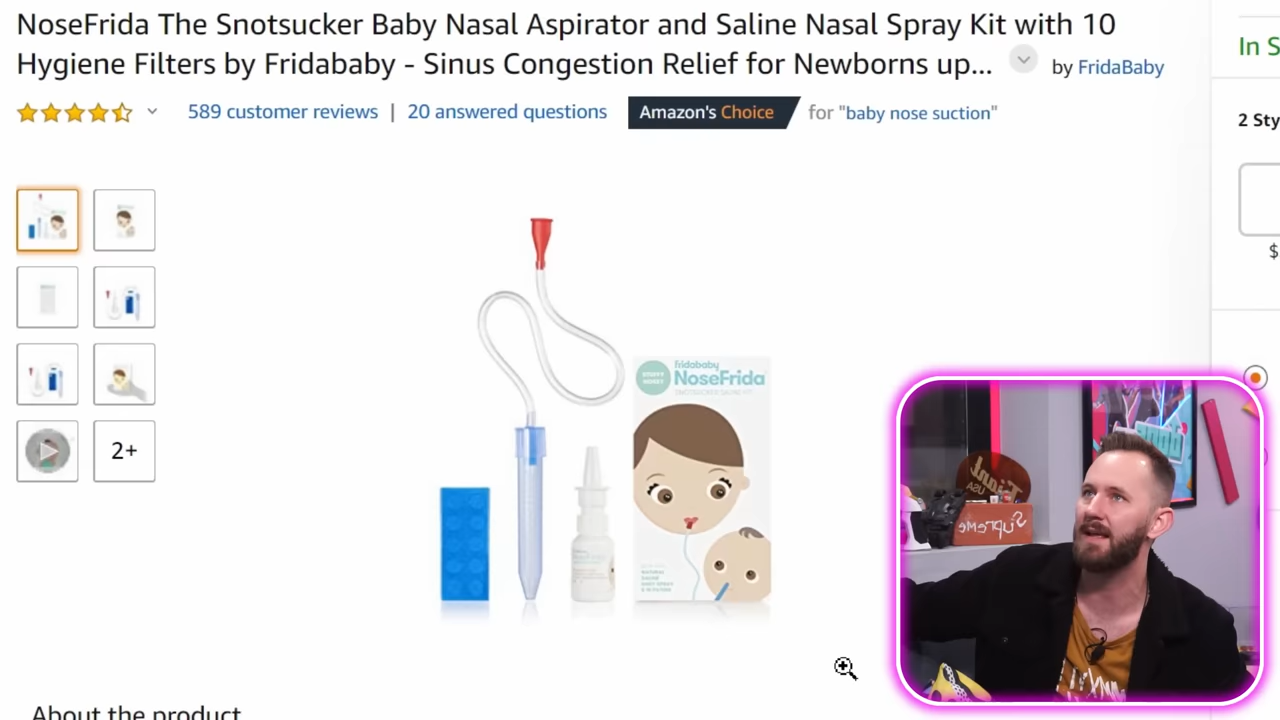 NoseFrida The Snotsucker Baby Nasal Aspirator and Saline Nasal Spray Kit with 10
Hygiene Filters by Fridababy - Sinus Congestion Relief for Newborns up...
by FridaBaby
In S
589 customer reviews | 20 answered questions
Amazon's Choice
for "baby nose suction"
2 Sty
$
2+
fridababy
NoseFrida
Supreme
USA
About the product